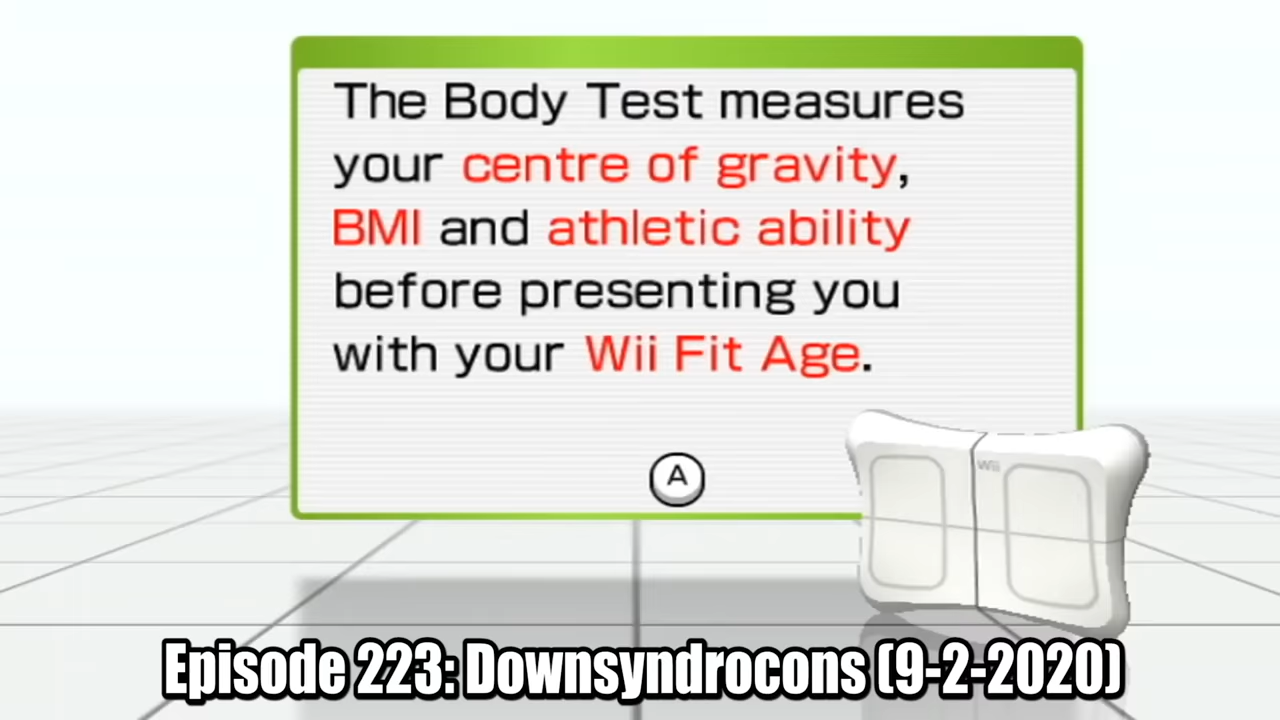 The Body Test measures
your centre of gravity,
BMI and athletic ability
before presenting you
with your Wii Fit Age.
A
Wii
Episode 223: Downsyndrocons (9-2-2020)